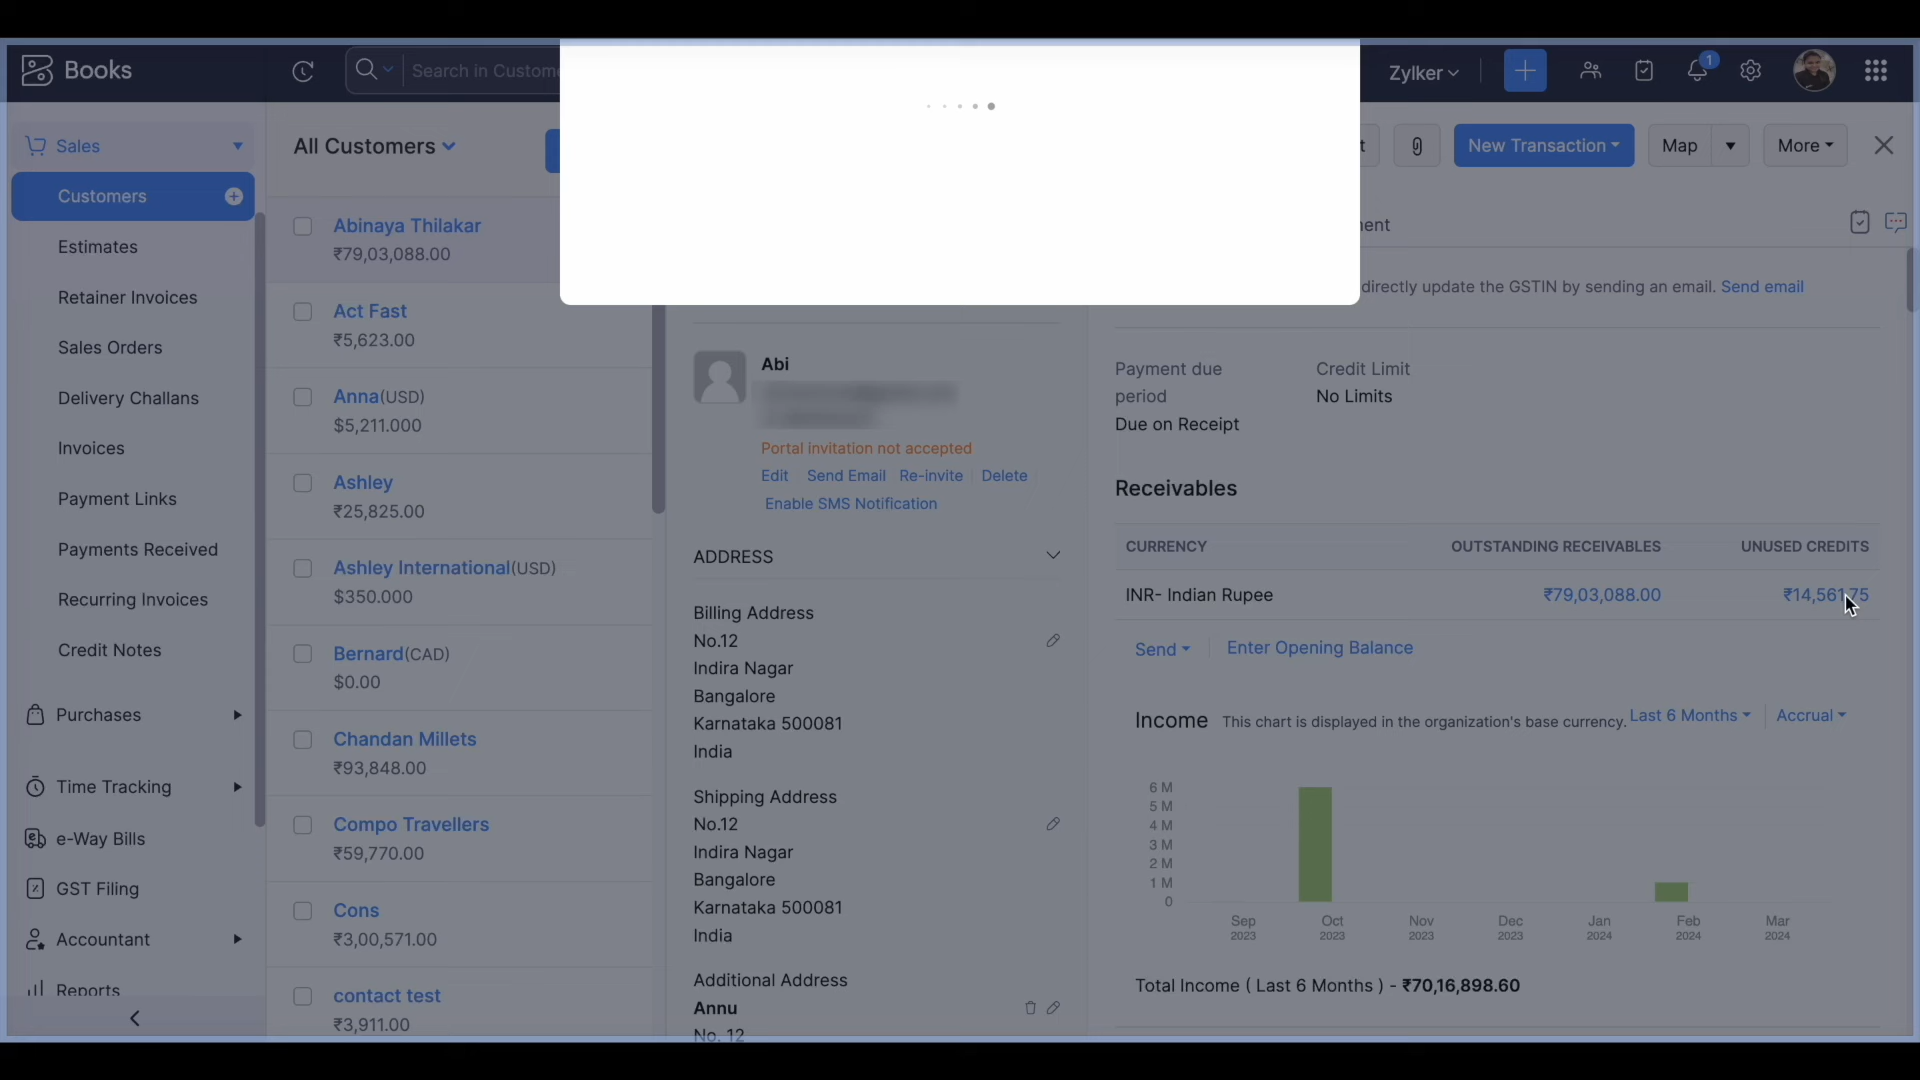 Books
Search in Custome
Zylker
1
Sales
Customers
Estimates
Retainer Invoices
Sales Orders
Delivery Challans
Invoices
Payment Links
Payments Received
Recurring Invoices
Credit Notes
Purchases
Time Tracking
e-Way Bills
GST Filing
Accountant
Reports
All Customers
Abinaya Thilakar
₹79,03,088.00
Act Fast
₹5,623.00
Anna(USD)
$5,211.000
Ashley
₹25,825.00
Ashley International(USD)
$350.000
Bernard(CAD)
$0.00
Chandan Millets
₹93,848.00
Compo Travellers
₹59,770.00
Cons
₹3,00,571.00
contact test
₹3,911.00
t
New Transaction
Map
More
ent
Abi
Portal invitation not accepted
Edit Send Email Re-invite Delete
Enable SMS Notification
ADDRESS
Billing Address
No.12
Indira Nagar
Bangalore
Karnataka 500081
India
Shipping Address
No.12
Indira Nagar
Bangalore
Karnataka 500081
India
Additional Address
Annu
No. 12
directly update the GSTIN by sending an email. Send email
Payment due period
Due on Receipt
Credit Limit
No Limits
Receivables
CURRENCY OUTSTANDING RECEIVABLES UNUSED CREDITS
INR- Indian Rupee ₹79,03,088.00 ₹14,561.75
Send Enter Opening Balance
Income This chart is displayed in the organization's base currency. Last 6 Months Accrual
6 M
5 M
4 M
3 M
2 M
1 M
0
Sep Oct Nov Dec Jan Feb Mar
2023 2023 2023 2023 2024 2024 2024
Total Income ( Last 6 Months ) - ₹70,16,898.60